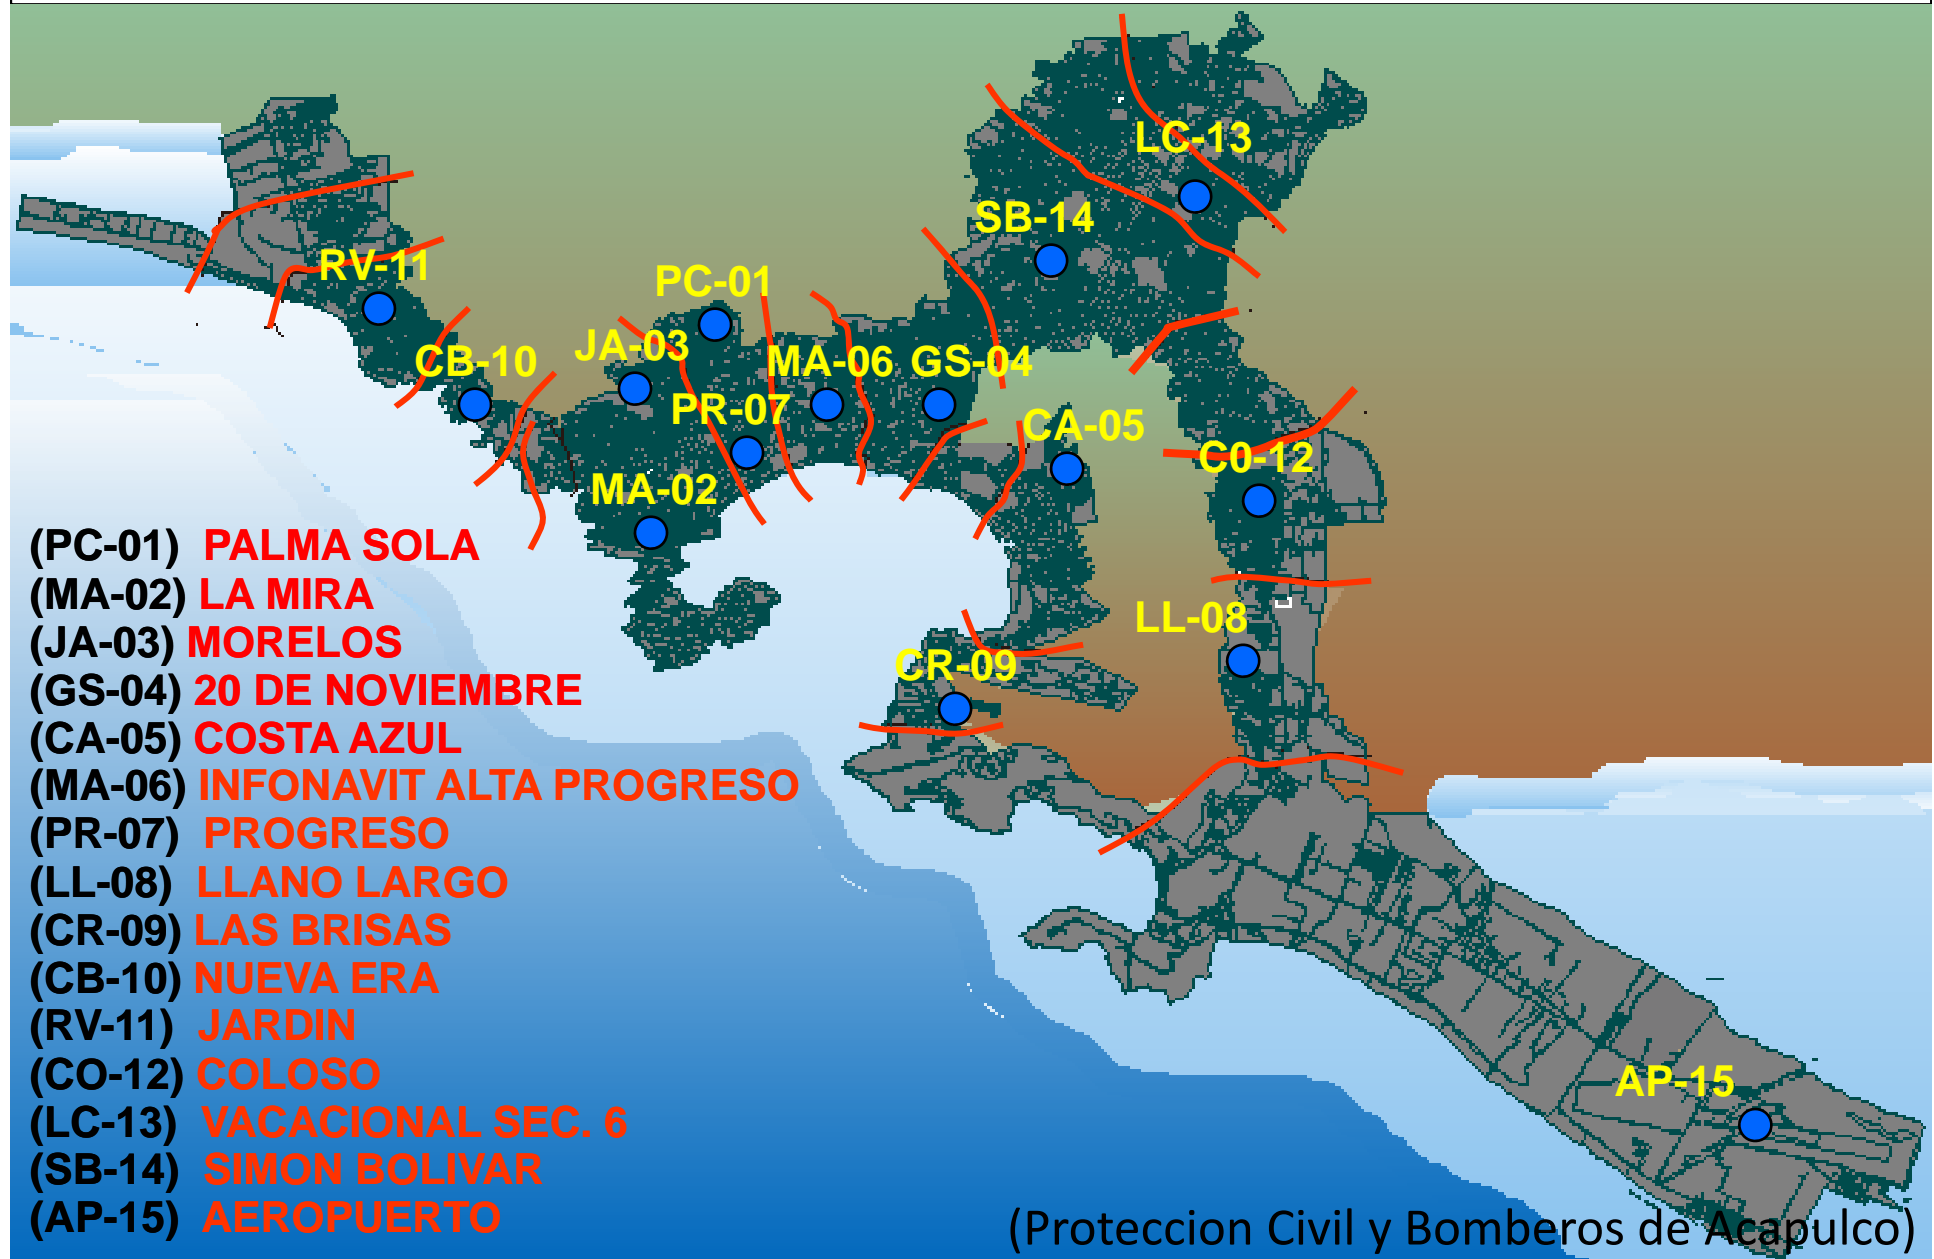 LC-13
SB-14
RV-11
PC-01
CB-10
JA-03
MA-06
GS-04
PR-07
CA-05
C0-12
MA-02
LL-08
CR-09
AP-15
(PC-01) PALMA SOLA
(MA-02) LA MIRA
(JA-03) MORELOS
(GS-04) 20 DE NOVIEMBRE
(CA-05) COSTA AZUL
(MA-06) INFONAVIT ALTA PROGRESO
(PR-07) PROGRESO
(LL-08) LLANO LARGO
(CR-09) LAS BRISAS
(CB-10) NUEVA ERA
(RV-11) JARDIN
(CO-12) COLOSO
(LC-13) VACACIONAL SEC. 6
(SB-14) SIMON BOLIVAR
(AP-15) AEROPUERTO
(Proteccion Civil y Bomberos de Acapulco)